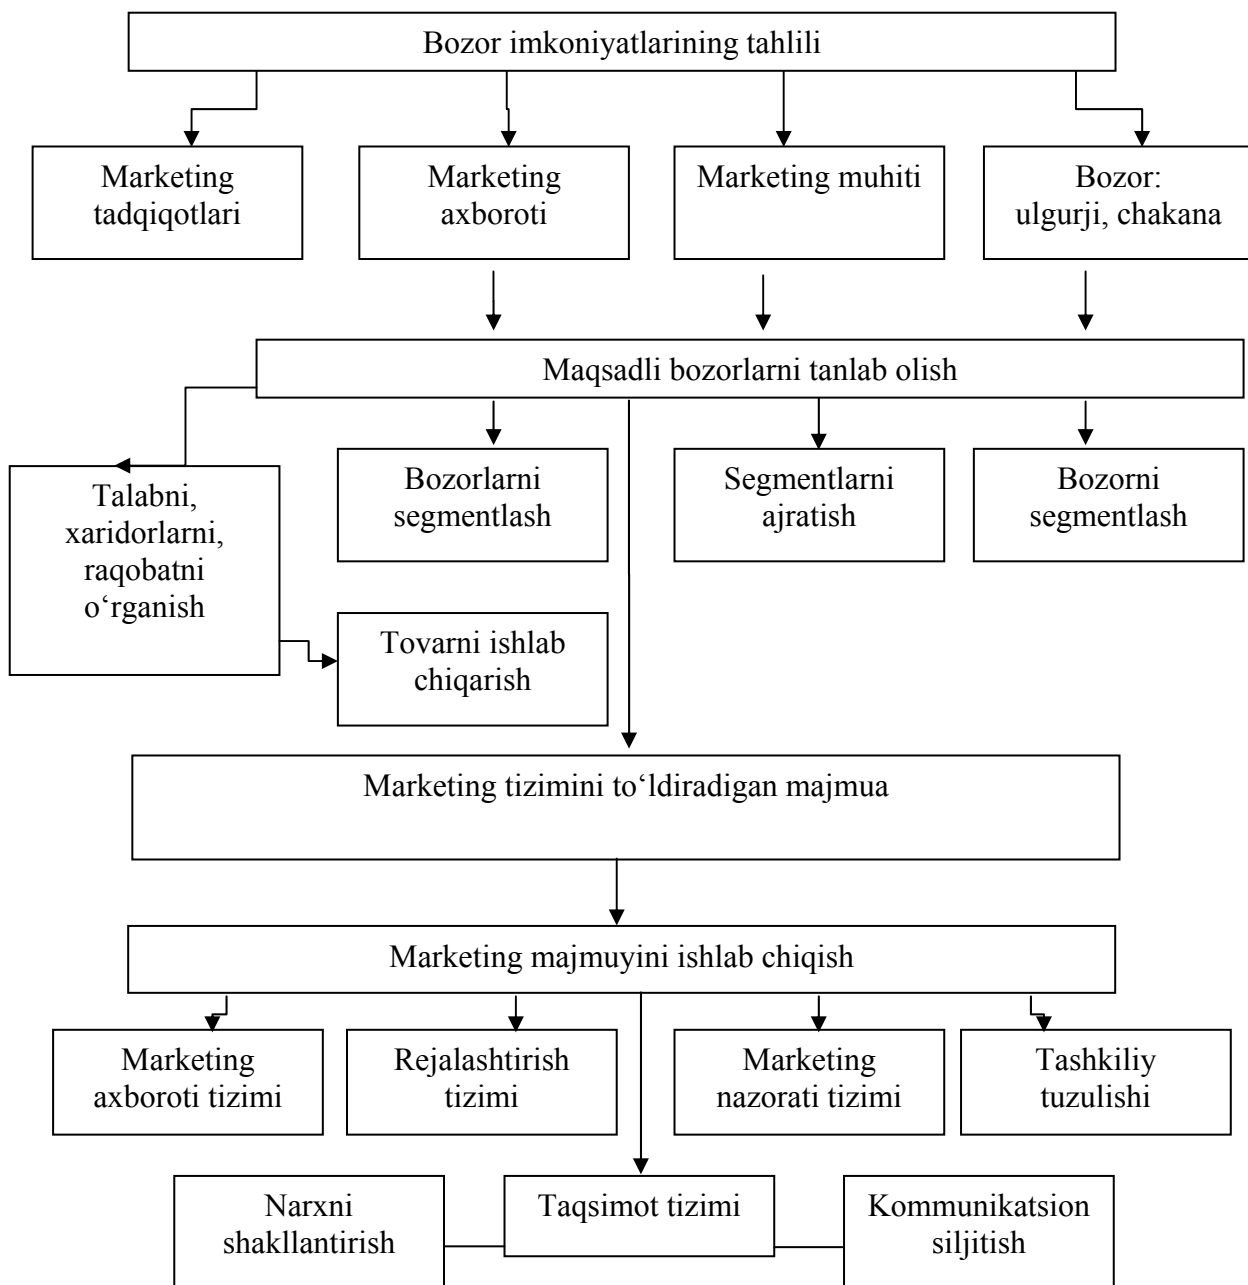 Bozor imkoniyatlarining tahlili
Marketing
tadqiqotlari
Marketing
axboroti
Marketing muhiti
Bozor:
ulgurji, chakana
Maqsadli bozorlarni tanlab olish
Talabni,
xaridorlarni,
raqobatni
o‘rganish
Bozorlarni
segmentlash
Segmentlarni
ajratish
Bozorni
segmentlash
Tovarni ishlab
chiqarish
Marketing tizimini to‘ldiradigan majmua
Marketing majmuyini ishlab chiqish
Marketing
axboroti tizimi
Rejalashtirish
tizimi
Marketing
nazorati tizimi
Tashkiliy
tuzulishi
Narxni
shakllantirish
Taqsimot tizimi
Kommunikatsion
siljitish